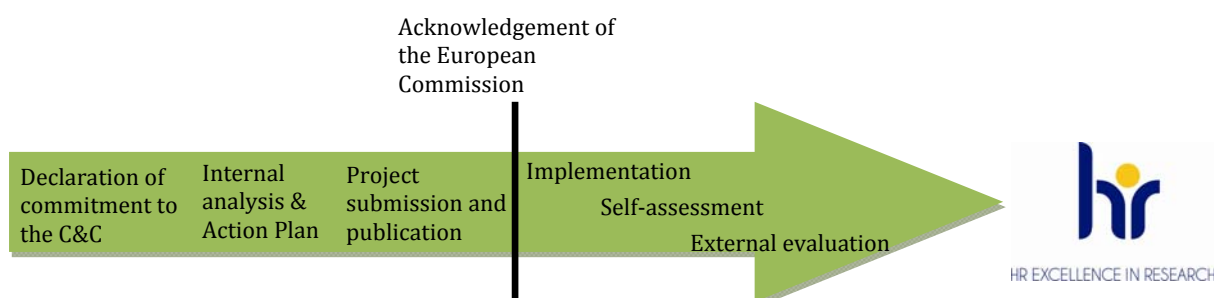 Acknowledgement of
the European
Commission
Declaration of
commitment to
the C&C
Internal
analysis &
Action Plan
Project
submission and
publication
Implementation
Self-assessment
External evaluation
hr
HR EXCELLENCE IN RESEARCH